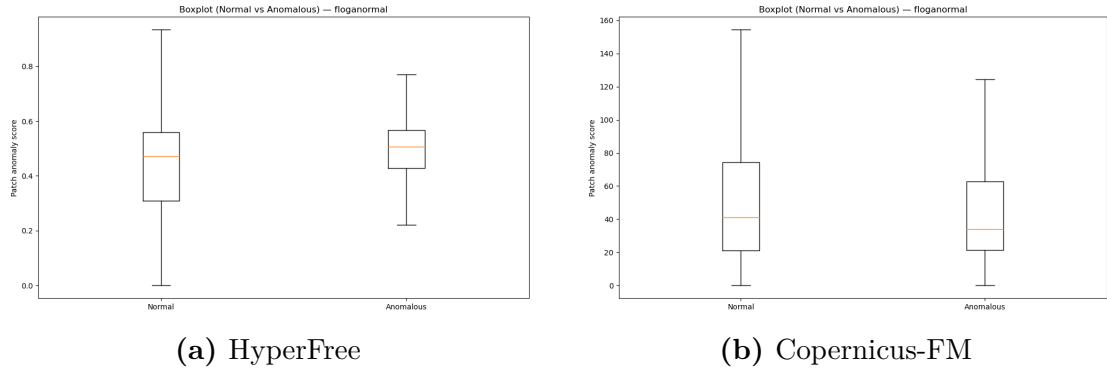 Boxplot (Normal vs Anomalous) — floganormal
Patch anomaly score
0.8
0.6
0.4
0.2
0.0
Normal
Anomalous
(a) HyperFree
Boxplot (Normal vs Anomalous) — floganormal
Patch anomaly score
160
140
120
100
80
60
40
20
0
Normal
Anomalous
(b) Copernicus-FM